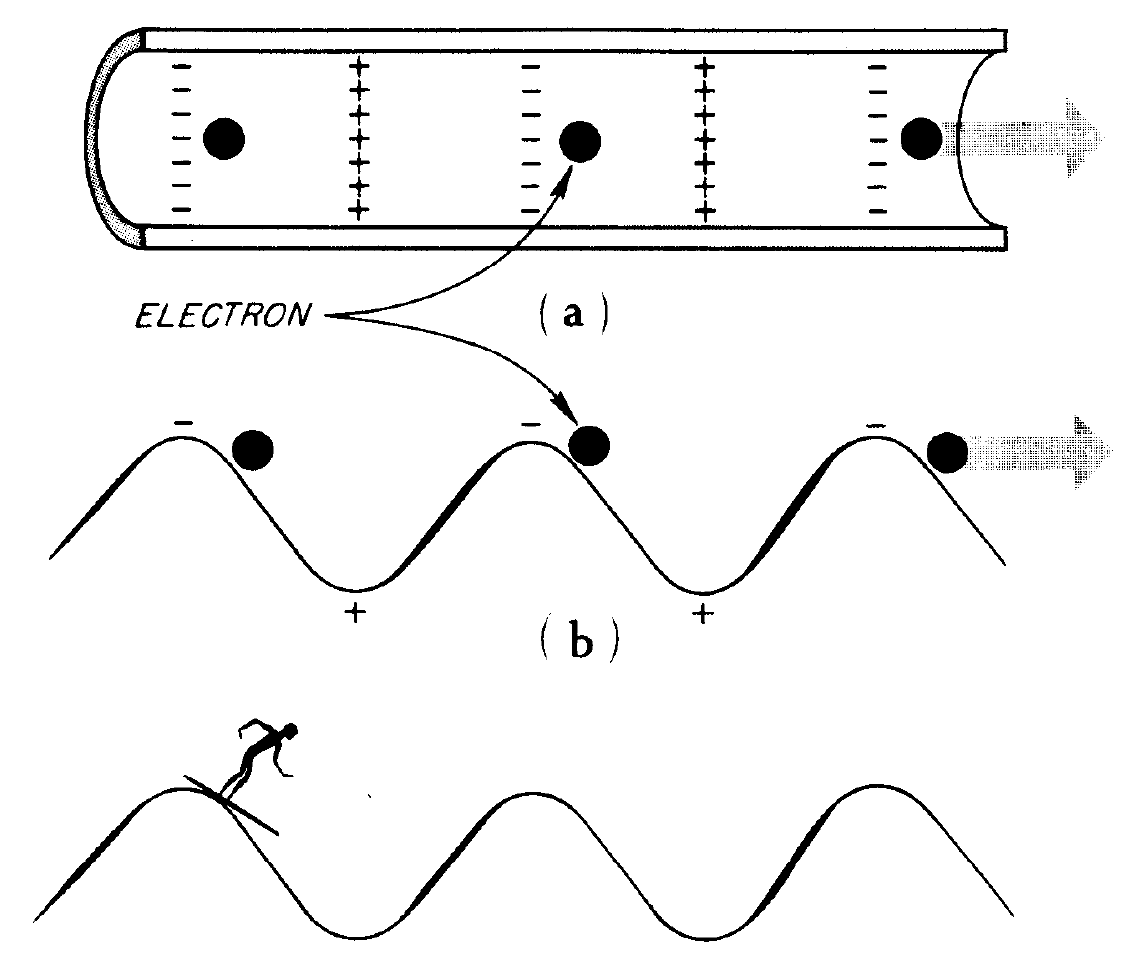 − + − + −
− + − + −
− + − + −
− + − + −
− + − + −
− + − + −
− + − + −
ELECTRON
(a)
− − −
+ +
(b)